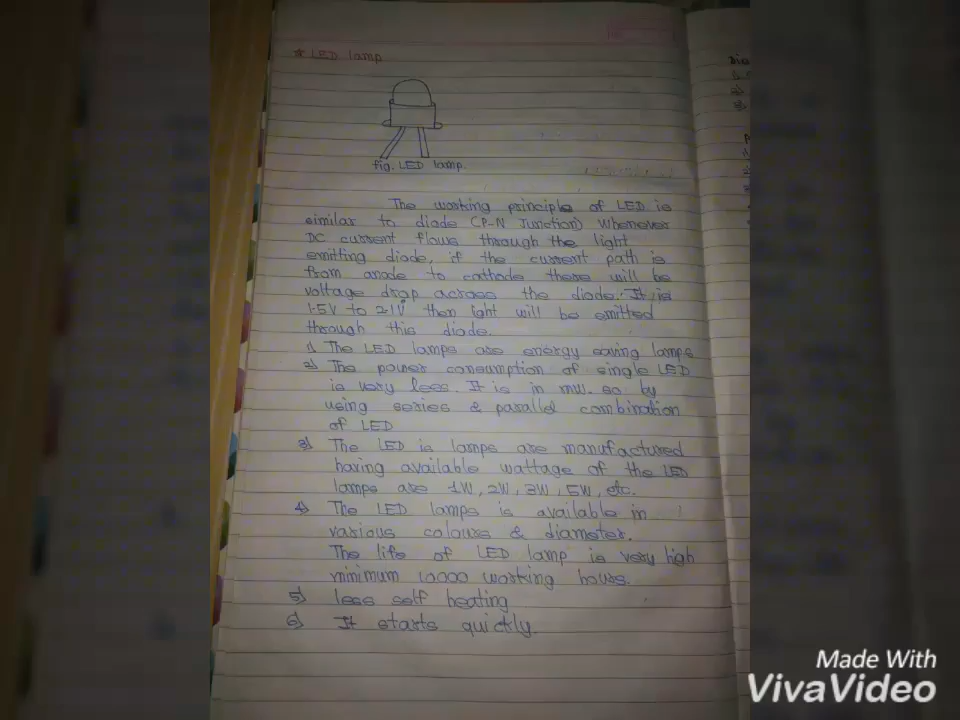 * LED lamp
fig. LED lamp.
The working principle of LED is
similar to diode (P-N Junction) Whenever
DC current flows through the light
emitting diode, if the current path is
from anode to cathode there will be
voltage drop across the diode. It is
1.5V to 2.1V then light will be emitted
through this diode.
1) The LED lamps are energy saving lamps
2) The power consumption of single LED
is very less. It is in mw. so by
using series & parallel combination
of LED
3) The LED is lamps are manufactured
having available wattage of the LED
lamps are 1W, 2W, 3W, 5W, etc.
4) The LED lamps is available in
various colours & diameter.
The life of LED lamp is very high
minimum 10000 working hours.
5) less self heating
6) It starts quickly.
Made With
VivaVideo